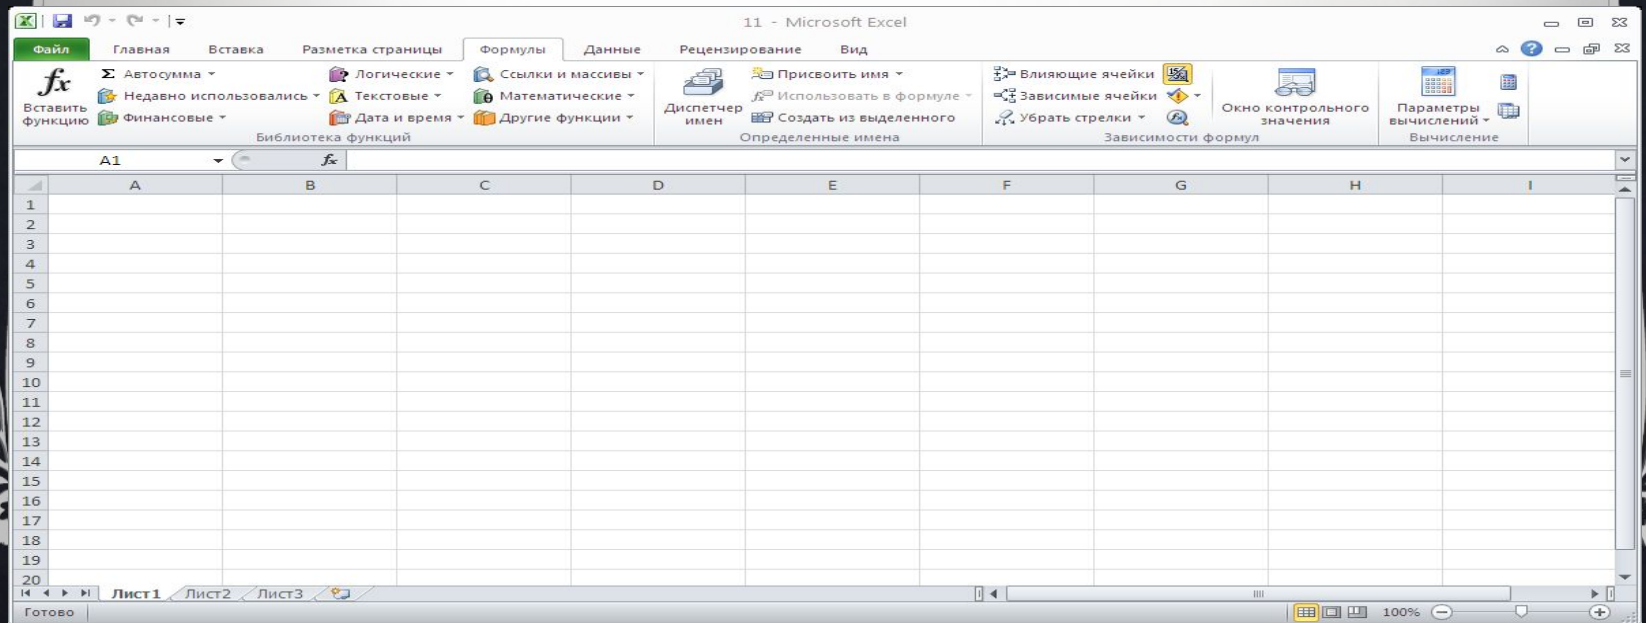 11 - Microsoft Excel
Файл Главная Вставка Разметка страницы Формулы Данные Рецензирование Вид
fx Вставить функцию
Σ Автосумма
Недавно использовались
Финансовые
Логические
Текстовые
Дата и время
Ссылки и массивы
Математические
Другие функции
Библиотека функций
Диспетчер имен
Присвоить имя
Использовать в формуле
Создать из выделенного
Определенные имена
Влияющие ячейки
Зависимые ячейки
Убрать стрелки
Зависимости формул
Окно контрольного значения
Параметры вычислений
Вычисление
A1 fx
A B C D E F G H I
1
2
3
4
5
6
7
8
9
10
11
12
13
14
15
16
17
18
19
20
Лист1 Лист2 Лист3
Готово 100%